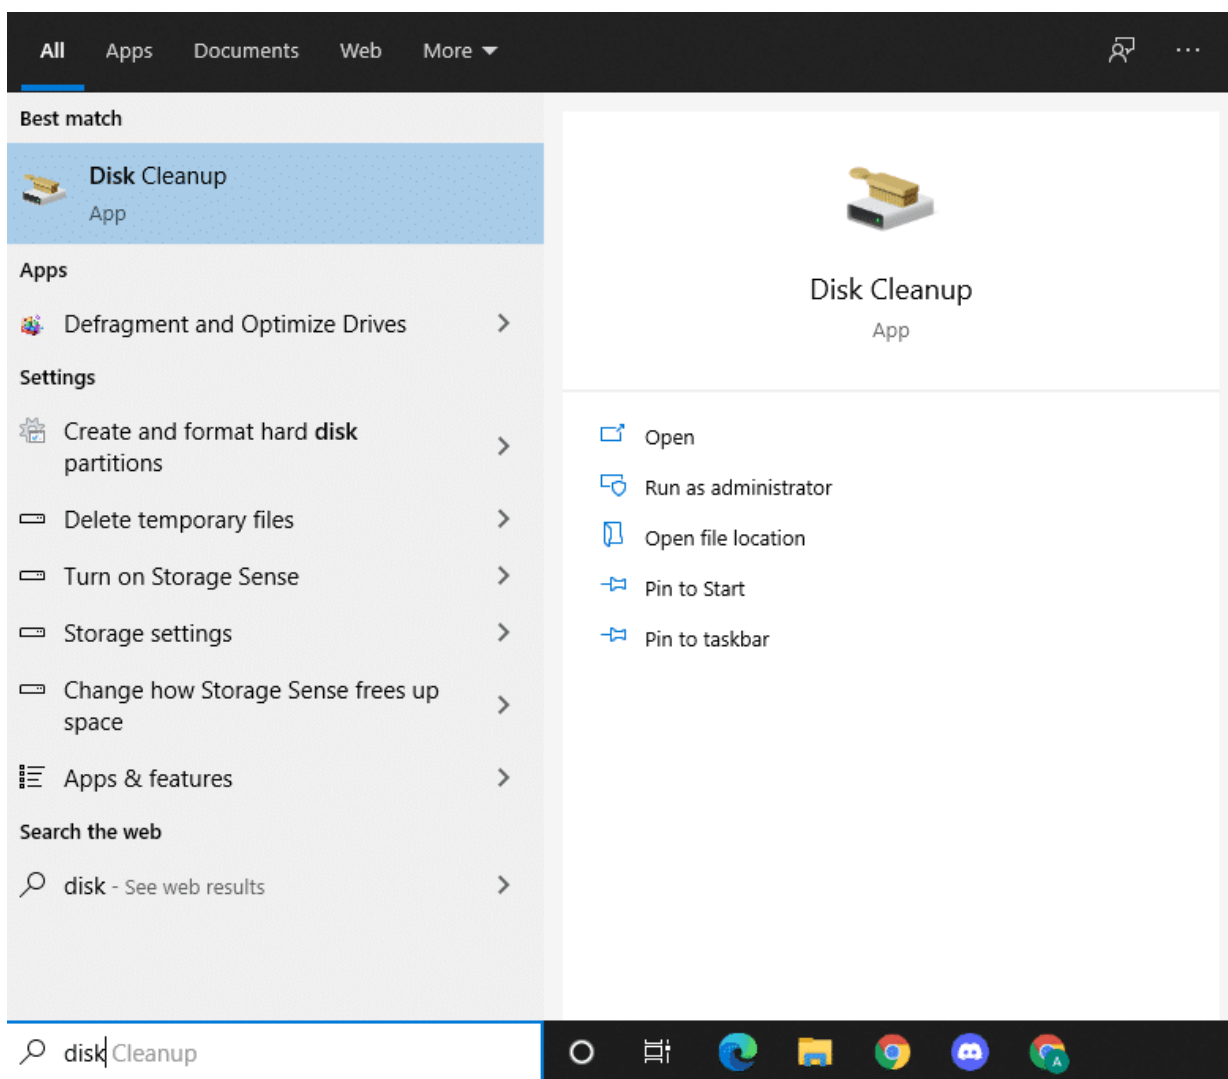 All Apps Documents Web More
Best match
Disk Cleanup
App
Apps
Defragment and Optimize Drives
Settings
Create and format hard disk
partitions
Delete temporary files
Turn on Storage Sense
Storage settings
Change how Storage Sense frees up
space
Apps & features
Search the web
disk - See web results
Disk Cleanup
App
Open
Run as administrator
Open file location
Pin to Start
Pin to taskbar
disk Cleanup
A